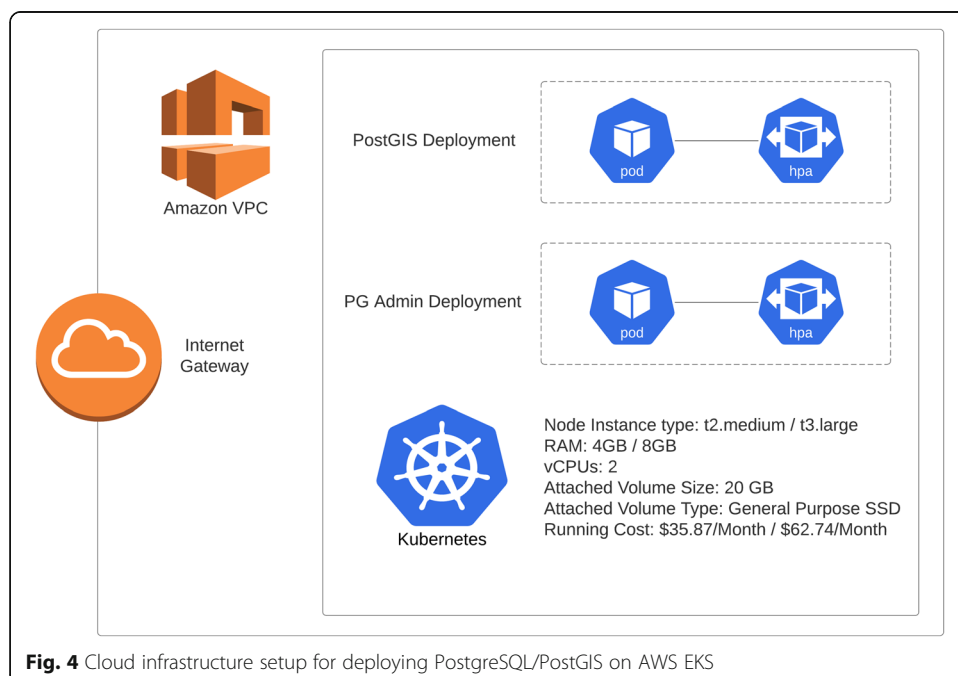 PostGIS Deployment
pod
hpa
Amazon VPC
PG Admin Deployment
pod
hpa
Internet
Gateway
Node Instance type: t2.medium / t3.large
RAM: 4GB / 8GB
vCPUs: 2
Attached Volume Size: 20 GB
Attached Volume Type: General Purpose SSD
Running Cost: $35.87/Month / $62.74/Month
Kubernetes
Fig. 4 Cloud infrastructure setup for deploying PostgreSQL/PostGIS on AWS EKS